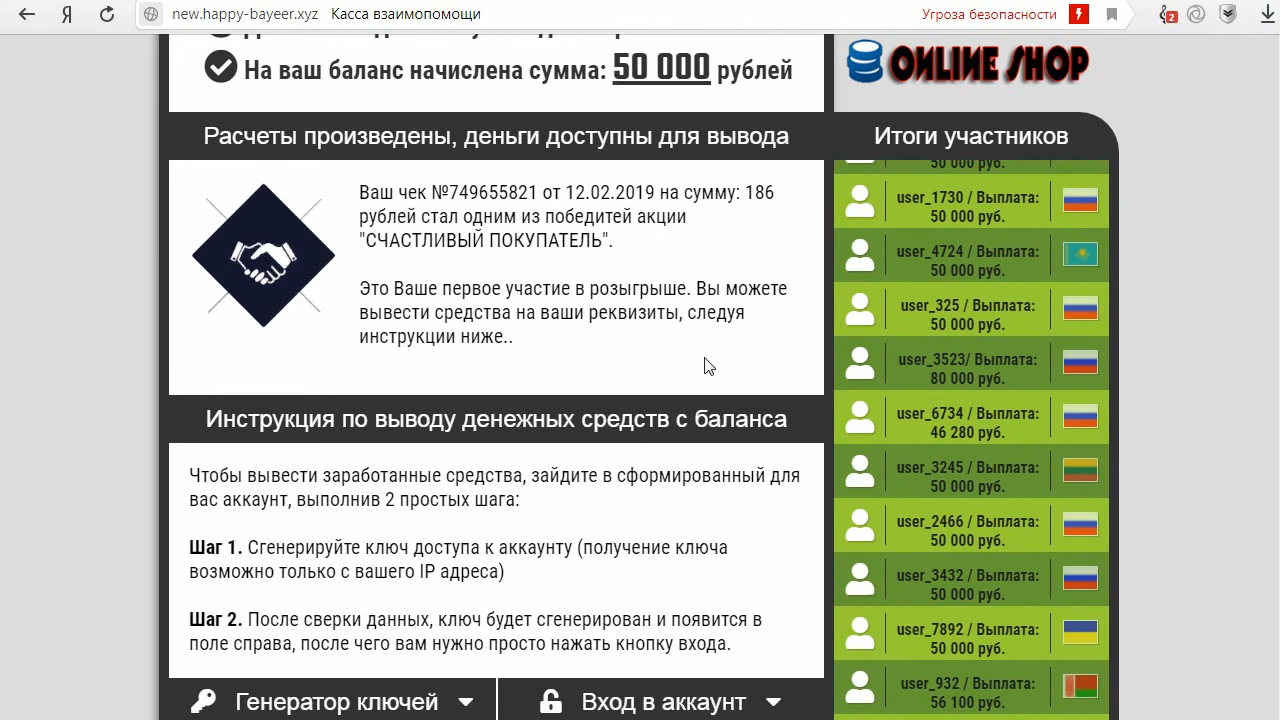 new.happy-bayeer.xyz Касса взаимопомощи Угроза безопасности 2
На ваш баланс начислена сумма: 50 000 рублей
ONLINE SHOP
Расчеты произведены, деньги доступны для вывода
Ваш чек №749655821 от 12.02.2019 на сумму: 186
рублей стал одним из победитей акции
"СЧАСТЛИВЫЙ ПОКУПАТЕЛЬ".
Это Ваше первое участие в розыгрыше. Вы можете
вывести средства на ваши реквизиты, следуя
инструкции ниже..
Инструкция по выводу денежных средств с баланса
Чтобы вывести заработанные средства, зайдите в сформированный для
вас аккаунт, выполнив 2 простых шага:
Шаг 1. Сгенерируйте ключ доступа к аккаунту (получение ключа
возможно только с вашего IP адреса)
Шаг 2. После сверки данных, ключ будет сгенерирован и появится в
поле справа, после чего вам нужно просто нажать кнопку входа.
Генератор ключей
Вход в аккаунт
Итоги участников
50 000 руб.
user_1730 / Выплата:
50 000 руб.
user_4724 / Выплата:
50 000 руб.
user_325 / Выплата:
50 000 руб.
user_3523/ Выплата:
80 000 руб.
user_6734 / Выплата:
46 280 руб.
user_3245 / Выплата:
50 000 руб.
user_2466 / Выплата:
50 000 руб.
user_3432 / Выплата:
50 000 руб.
user_7892 / Выплата:
50 000 руб.
user_932 / Выплата:
56 100 руб.